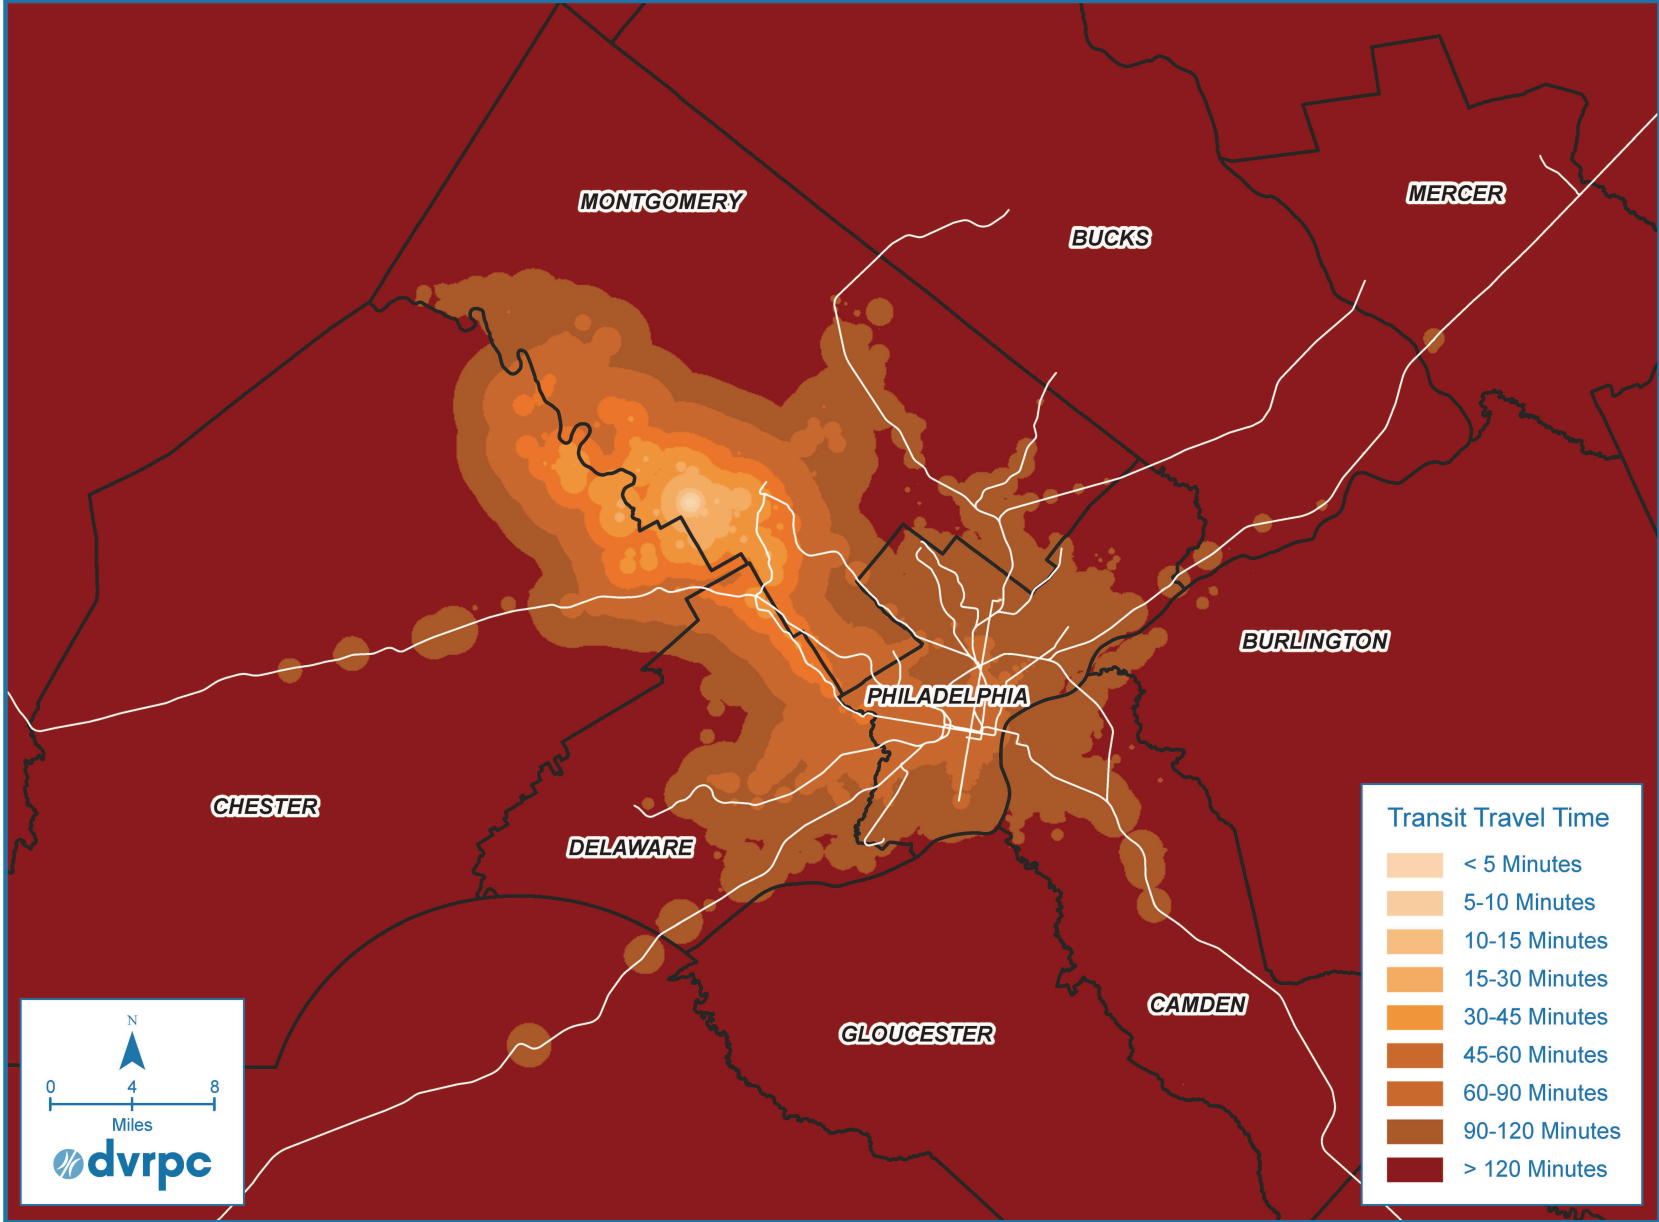 MONTGOMERY
MERCER
BUCKS
BURLINGTON
PHILADELPHIA
CHESTER
DELAWARE
CAMDEN
GLOUCESTER
Transit Travel Time
< 5 Minutes
5-10 Minutes
10-15 Minutes
15-30 Minutes
30-45 Minutes
45-60 Minutes
60-90 Minutes
90-120 Minutes
> 120 Minutes
N
0 4 8
Miles
dvrpc